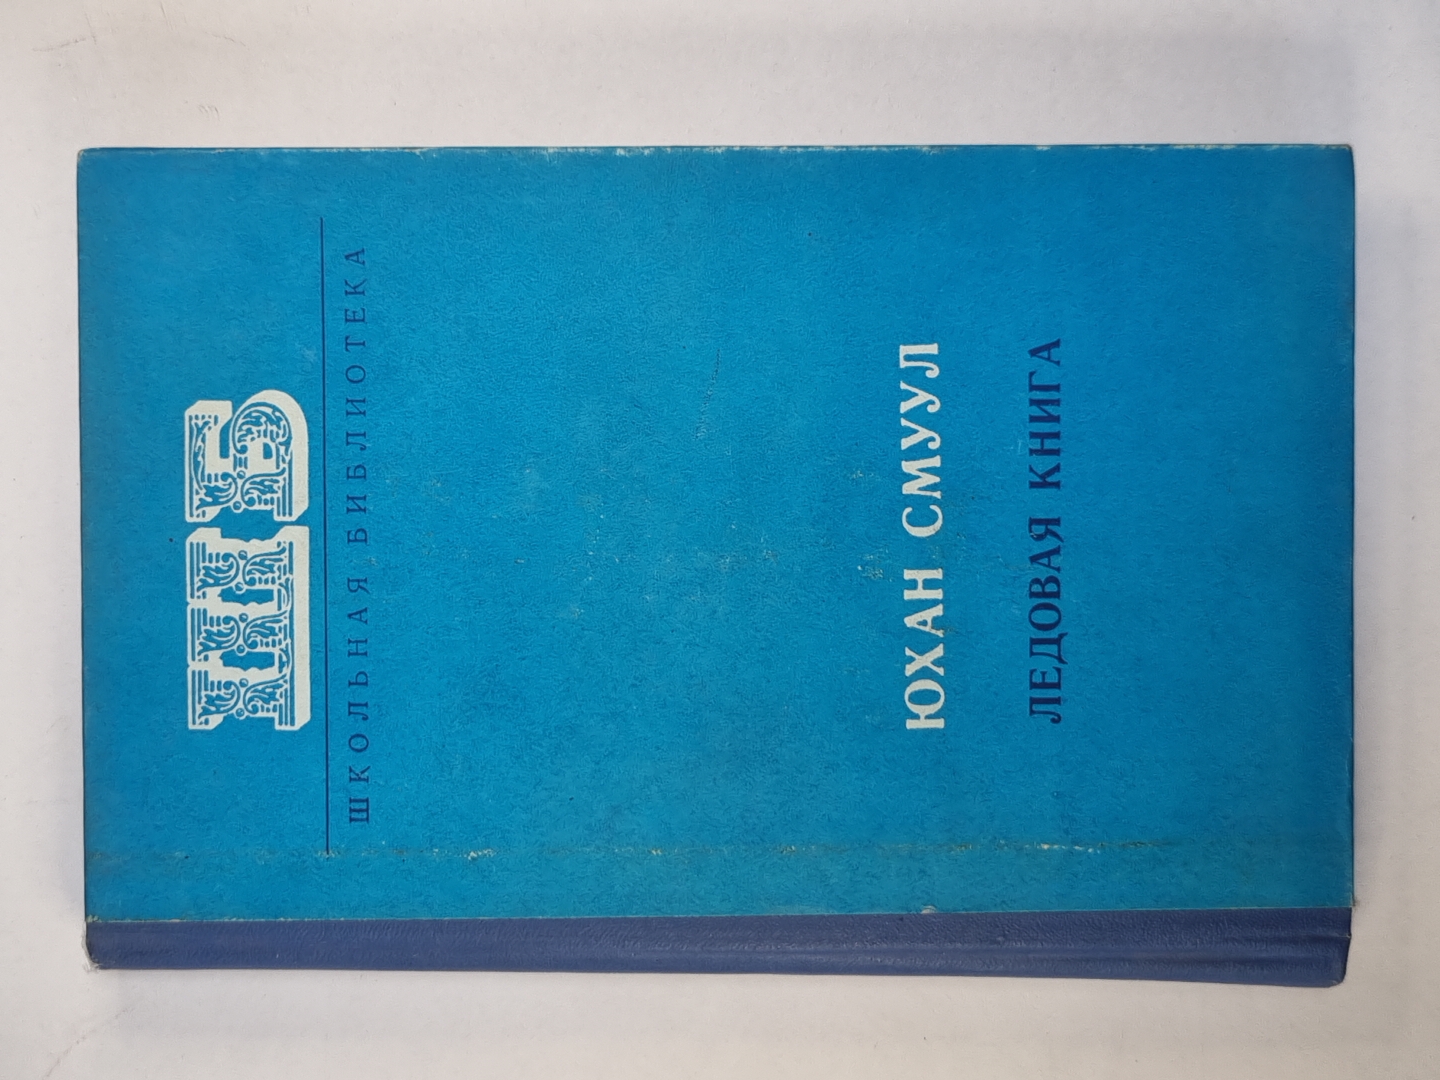 ШБ
ШКОЛЬНАЯ БИБЛИОТЕКА
ЮХАН СМУУЛ
ЛЕДОВАЯ КНИГА